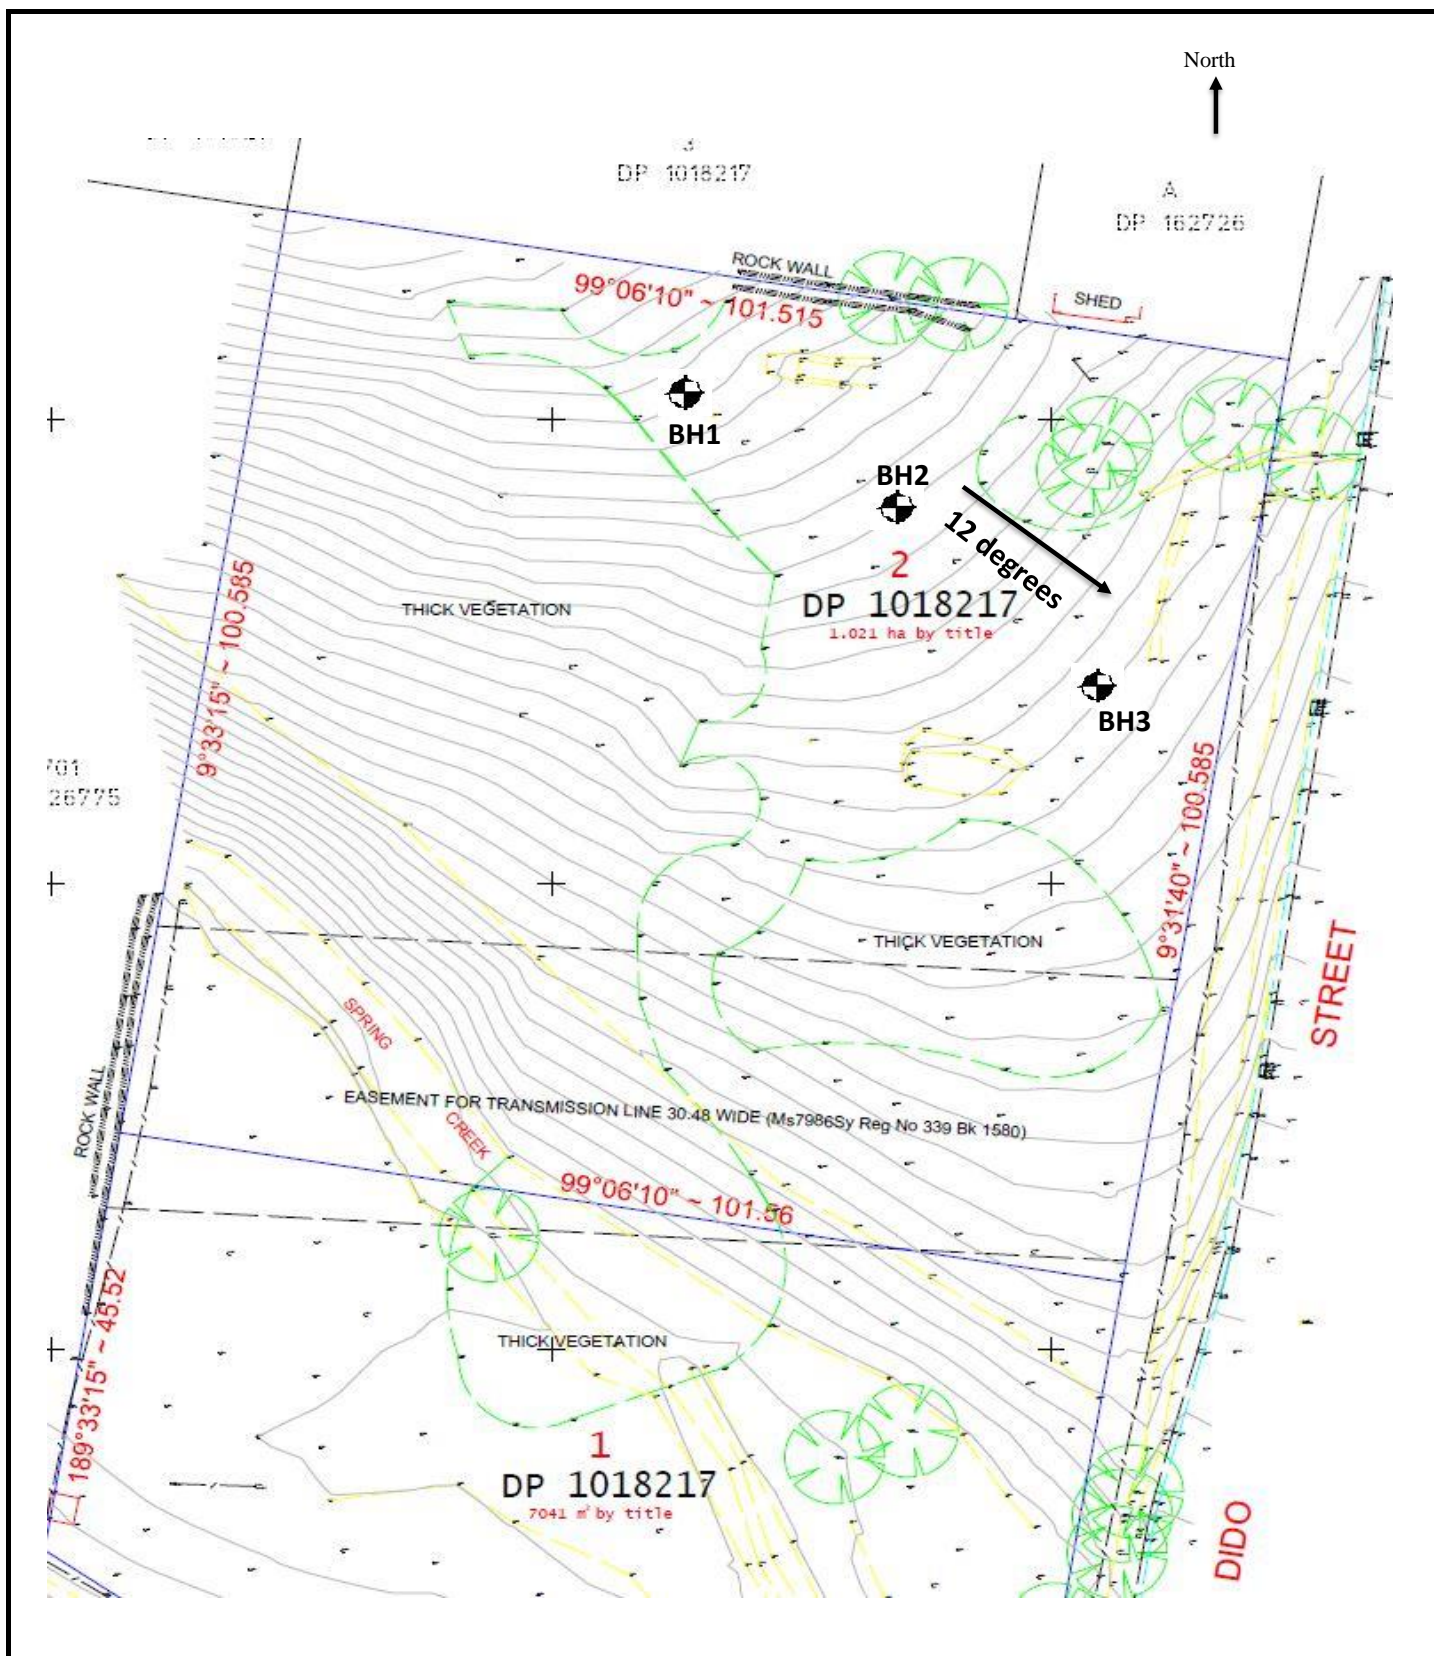 North
3
DP 1018217
A
DP 162726
ROCK WALL
99°06'10" ~ 101.515
SHED
BH1
BH2
12 degrees
2
DP 1018217
1.021 ha by title
THICK VEGETATION
9°33'15" ~ 100.585
BH3
701
26775
9°31'40" ~ 100.585
THICK VEGETATION
STREET
SPRING
CREEK
ROCK WALL
EASEMENT FOR TRANSMISSION LINE 30.48 WIDE (Ms7986Sy Reg No 339 Bk 1580)
99°06'10" ~ 101.56
189°33'15" ~ 45.52
THICK VEGETATION
1
DP 1018217
7041 m² by title
DIDO